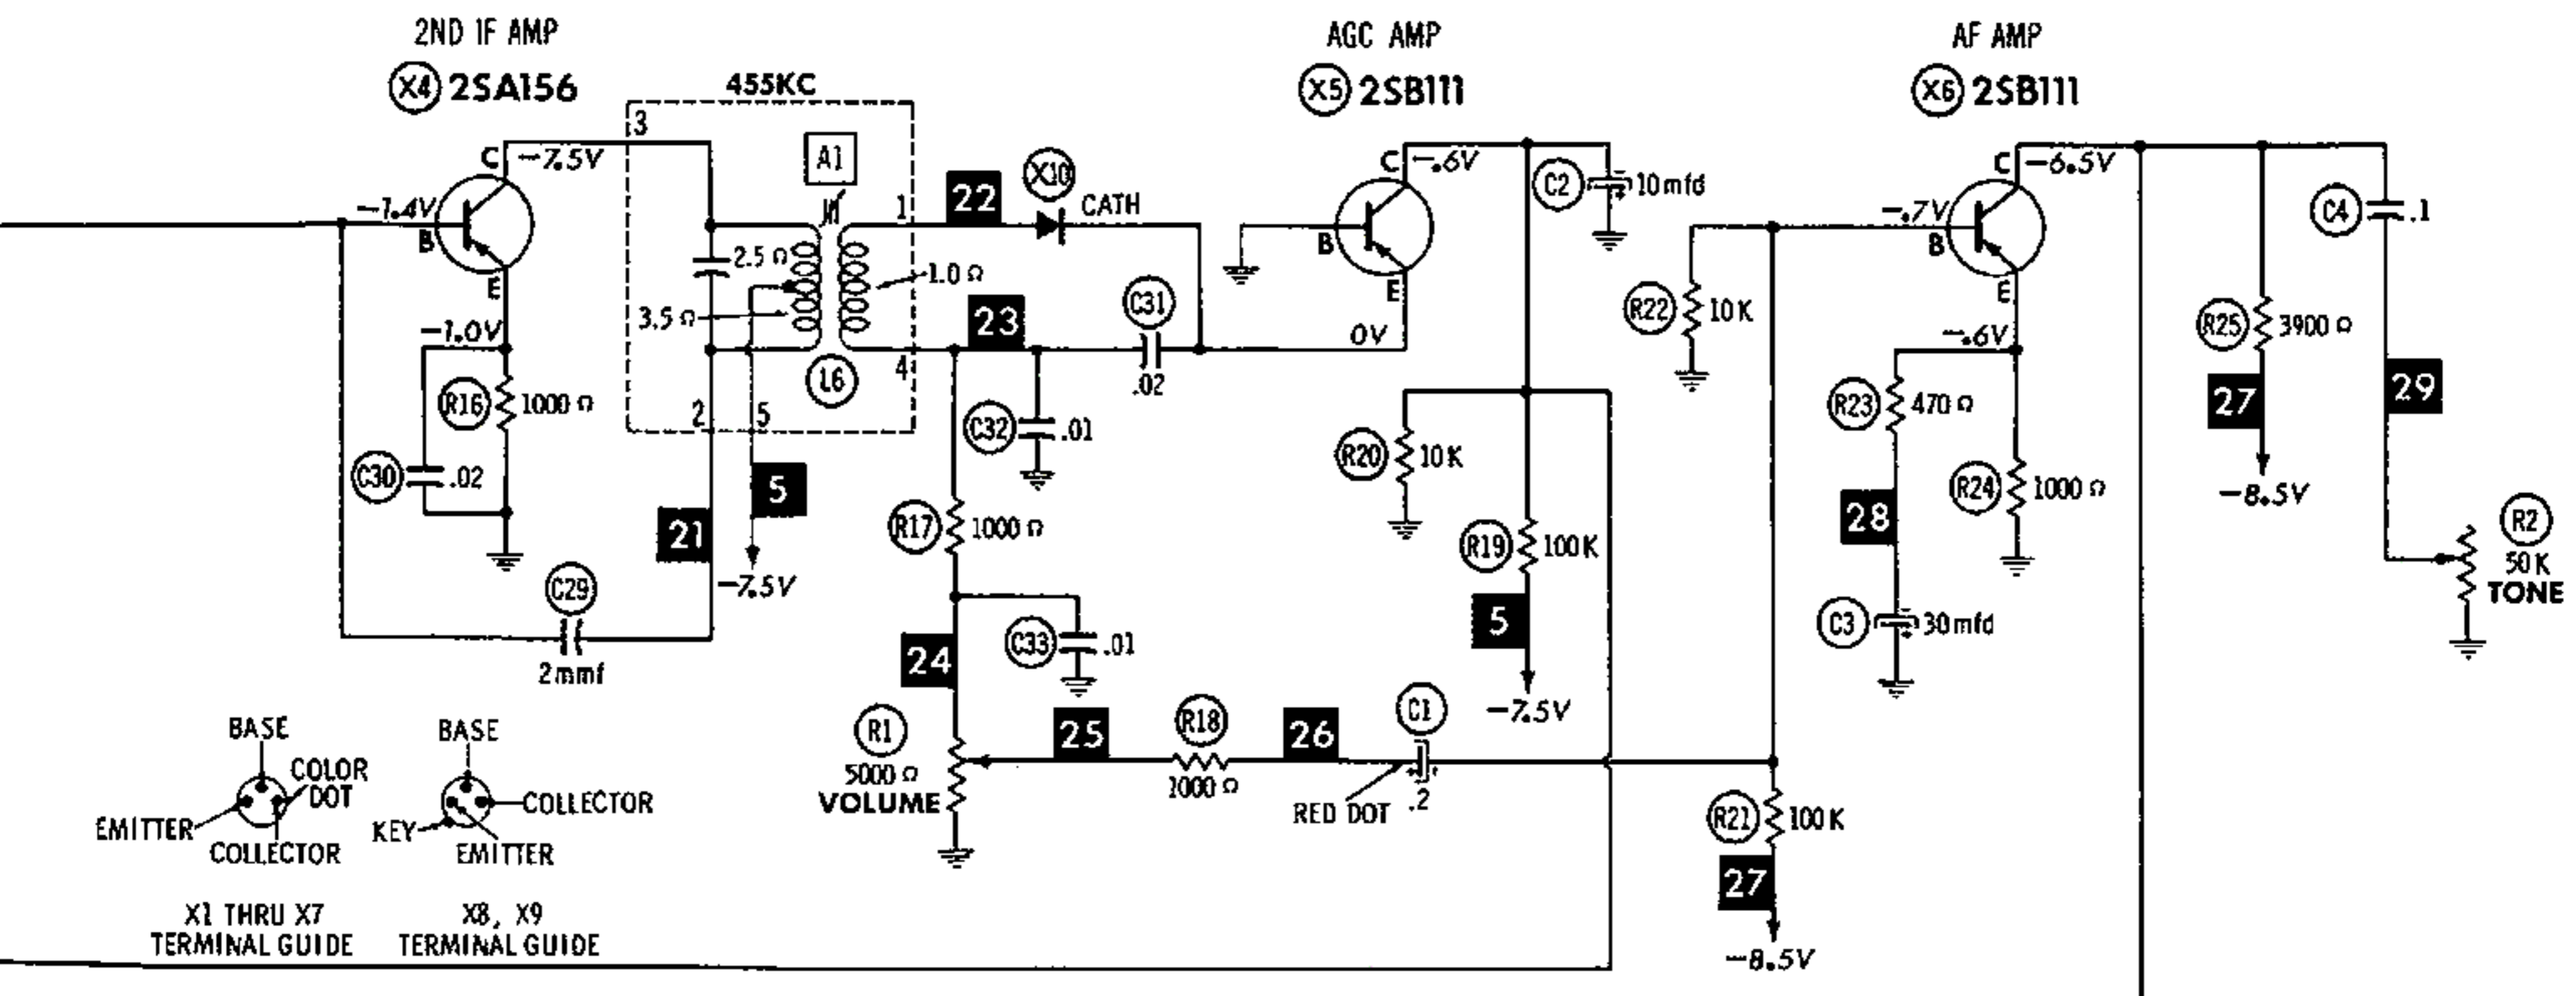 2ND IF AMP
X4 2SA156
455KC
AGC AMP
X5 2SB111
AF AMP
X6 2SB111
3
C -7.5V
A1
-1.4V
B
E
-1.0V
R16 1000 Ω
C30 .02
2.5 Ω
3.5 Ω
1.0 Ω
L6
1
4
2
5
22
X10
CATH
23
C31
.02
C32 .01
21
5
-7.5V
C29
2mmf
R17 1000 Ω
C33 .01
24
R1
5000 Ω
VOLUME
25
R18
1000 Ω
26
C1
.2
RED DOT
C -.6V
B
E
0V
C2 10mfd
R20 10K
R19 100K
5
-7.5V
C -6.5V
-.7V
B
E
-.6V
R22 10K
R23 470 Ω
28
C3 30mfd
R24 1000 Ω
R21 100K
27
-8.5V
R25 3900 Ω
27
-8.5V
C4 .1
29
R2
50K
TONE
BASE
COLOR
DOT
EMITTER
COLLECTOR
X1 THRU X7
TERMINAL GUIDE
BASE
COLLECTOR
KEY
EMITTER
X8, X9
TERMINAL GUIDE